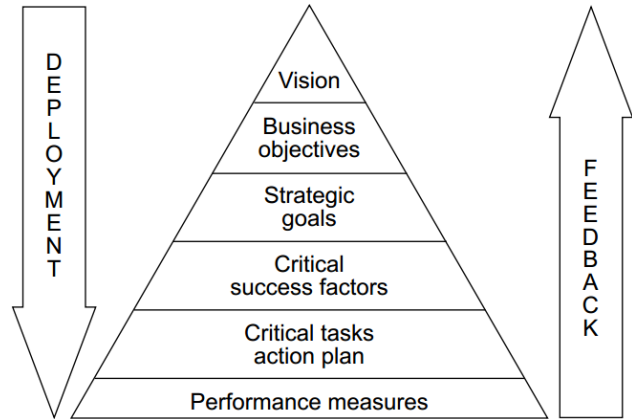 DEPLOYMENT
Vision
Business
objectives
Strategic
goals
Critical
success factors
Critical tasks
action plan
Performance measures
FEEDBACK